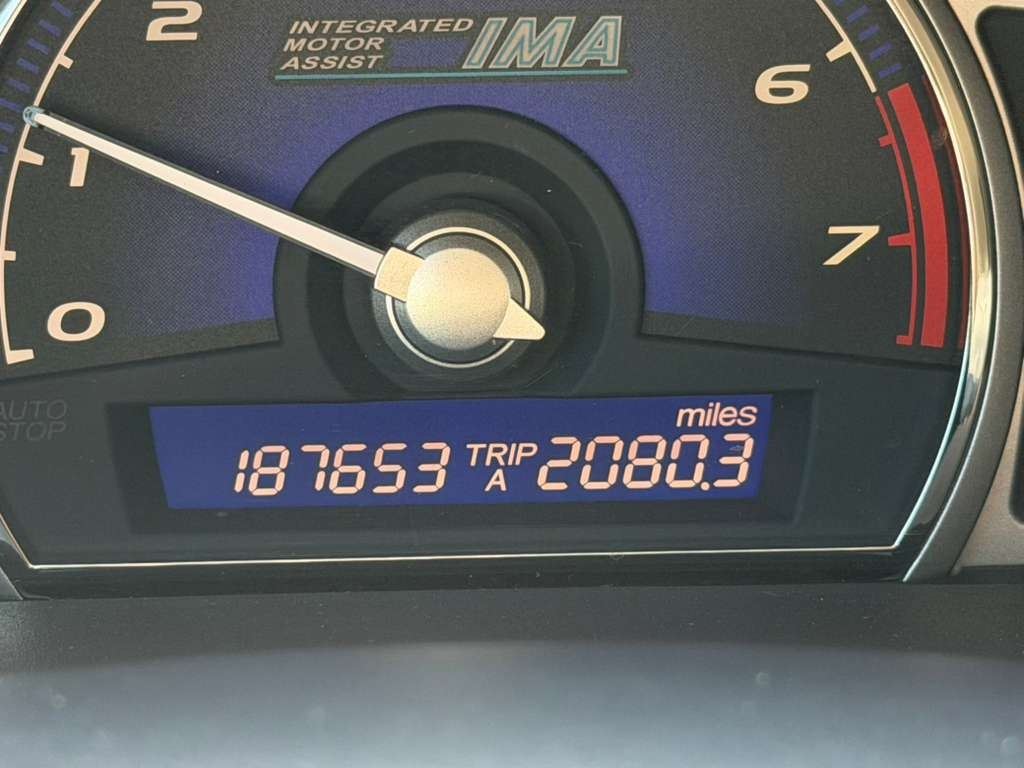 2
INTEGRATED
MOTOR
ASSIST
IMA
6
1
7
0
AUTO
STOP
miles
187653 TRIP A 2080.3